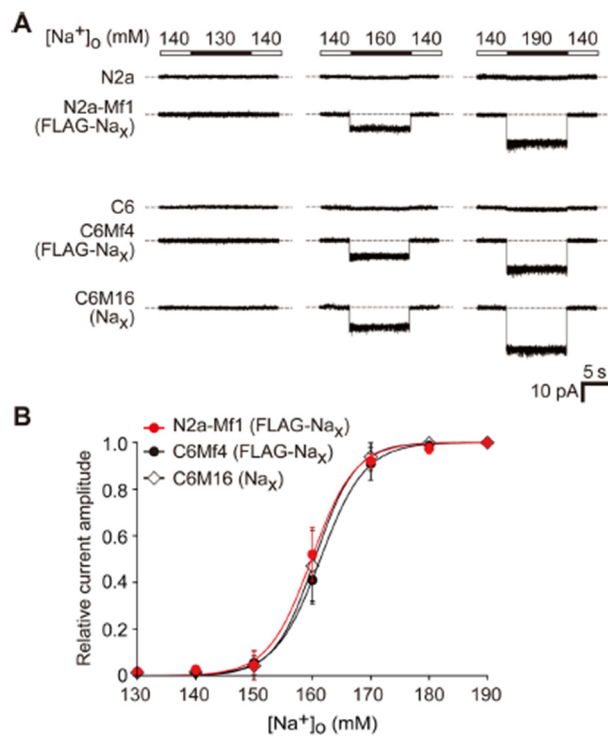 A
[Na⁺]ₒ (mM) 140 130 140 140 160 140 140 190 140
N2a
N2a-Mf1
(FLAG-Naₓ)
C6
C6Mf4
(FLAG-Naₓ)
C6M16
(Naₓ)
5 s
10 pA
B
N2a-Mf1 (FLAG-Naₓ)
C6Mf4 (FLAG-Naₓ)
C6M16 (Naₓ)
Relative current amplitude
1.0
0.8
0.6
0.4
0.2
0
130 140 150 160 170 180 190
[Na⁺]ₒ (mM)